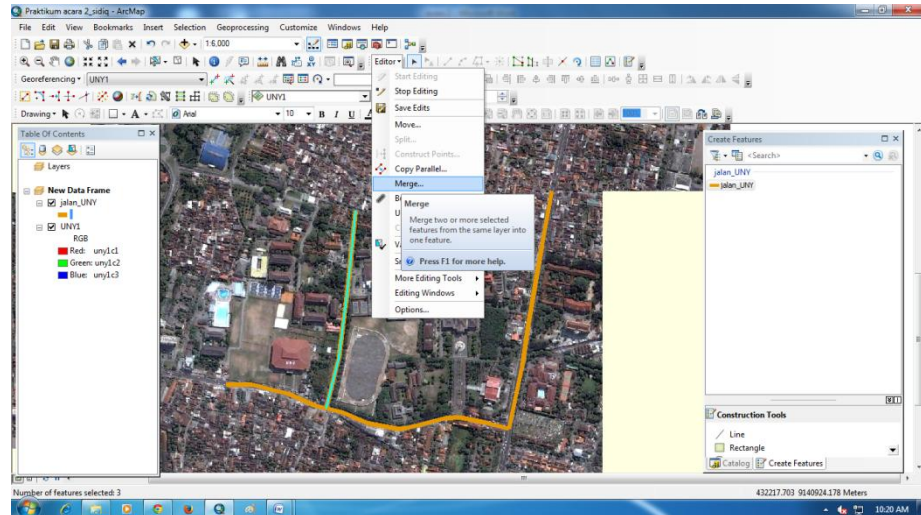 Praktikum acara 2_sidiq - ArcMap
File Edit View Bookmarks Insert Selection Geoprocessing Customize Windows Help
1:6,000
Editor
Georeferencing UNY1
UNY1
Drawing A Arial 10 B I U A
Start Editing
Stop Editing
Save Edits
Move...
Split...
Construct Points...
Copy Parallel...
Merge...
Merge
Merge two or more selected
features from the same layer into
one feature.
Press F1 for more help.
More Editing Tools
Editing Windows
Options...
Table Of Contents
Layers
New Data Frame
jalan_UNY
UNY1
RGB
Red: uny1c1
Green: uny1c2
Blue: uny1c3
Create Features
<Search>
jalan_UNY
jalan_UNY
Construction Tools
Line
Rectangle
Catalog Create Features
Number of features selected: 3
432217.703 9140924.178 Meters
10:20 AM